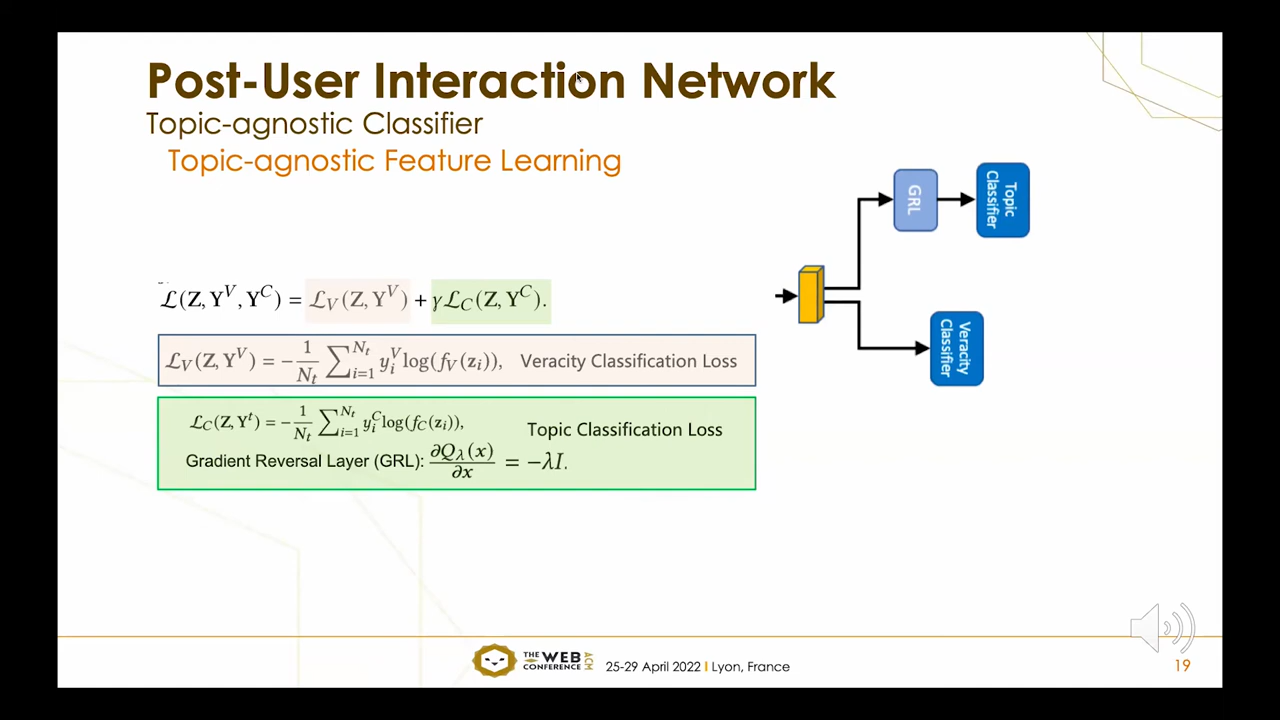 Post-User Interaction Network
Topic-agnostic Classifier
Topic-agnostic Feature Learning
GRL
Topic Classifier
ℒ(Z, Y^V, Y^C) = ℒ_V(Z, Y^V) + γℒ_C(Z, Y^C).
ℒ_V(Z, Y^V) = −1/N_t ∑_{i=1}^{N_t} y_i^V log(f_V(z_i)), Veracity Classification Loss
Veracity Classifier
ℒ_C(Z, Y^t) = −1/N_t ∑_{i=1}^{N_t} y_i^C log(f_C(z_i)), Topic Classification Loss
Gradient Reversal Layer (GRL): ∂Q_λ(x)/∂x = −λI.
THE WEB CONFERENCE ACM 25-29 April 2022 I Lyon, France
19